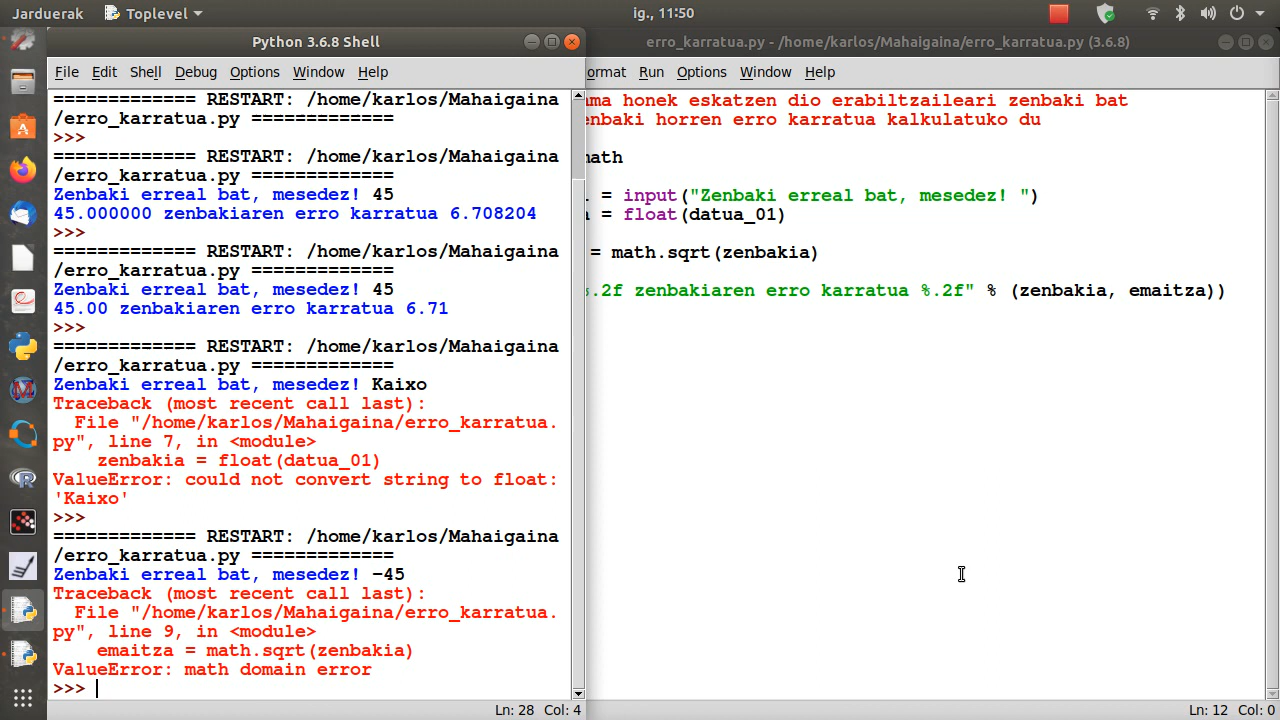 Jarduerak Toplevel ig., 11:50
Python 3.6.8 Shell
File Edit Shell Debug Options Window Help
============= RESTART: /home/karlos/Mahaigaina
/erro_karratua.py =============
>>>
============= RESTART: /home/karlos/Mahaigaina
/erro_karratua.py =============
Zenbaki erreal bat, mesedez! 45
45.000000 zenbakiaren erro karratua 6.708204
>>>
============= RESTART: /home/karlos/Mahaigaina
/erro_karratua.py =============
Zenbaki erreal bat, mesedez! 45
45.00 zenbakiaren erro karratua 6.71
>>>
============= RESTART: /home/karlos/Mahaigaina
/erro_karratua.py =============
Zenbaki erreal bat, mesedez! Kaixo
Traceback (most recent call last):
  File "/home/karlos/Mahaigaina/erro_karratua.
py", line 7, in <module>
    zenbakia = float(datua_01)
ValueError: could not convert string to float:
'Kaixo'
>>>
============= RESTART: /home/karlos/Mahaigaina
/erro_karratua.py =============
Zenbaki erreal bat, mesedez! -45
Traceback (most recent call last):
  File "/home/karlos/Mahaigaina/erro_karratua.
py", line 9, in <module>
    emaitza = math.sqrt(zenbakia)
ValueError: math domain error
>>>
Ln: 28 Col: 4
erro_karratua.py - /home/karlos/Mahaigaina/erro_karratua.py (3.6.8)
ormat Run Options Window Help
ama honek eskatzen dio erabiltzaileari zenbaki bat
enbaki horren erro karratua kalkulatuko du
math
= input("Zenbaki erreal bat, mesedez! ")
= float(datua_01)
= math.sqrt(zenbakia)
.2f zenbakiaren erro karratua %.2f" % (zenbakia, emaitza))
Ln: 12 Col: 0